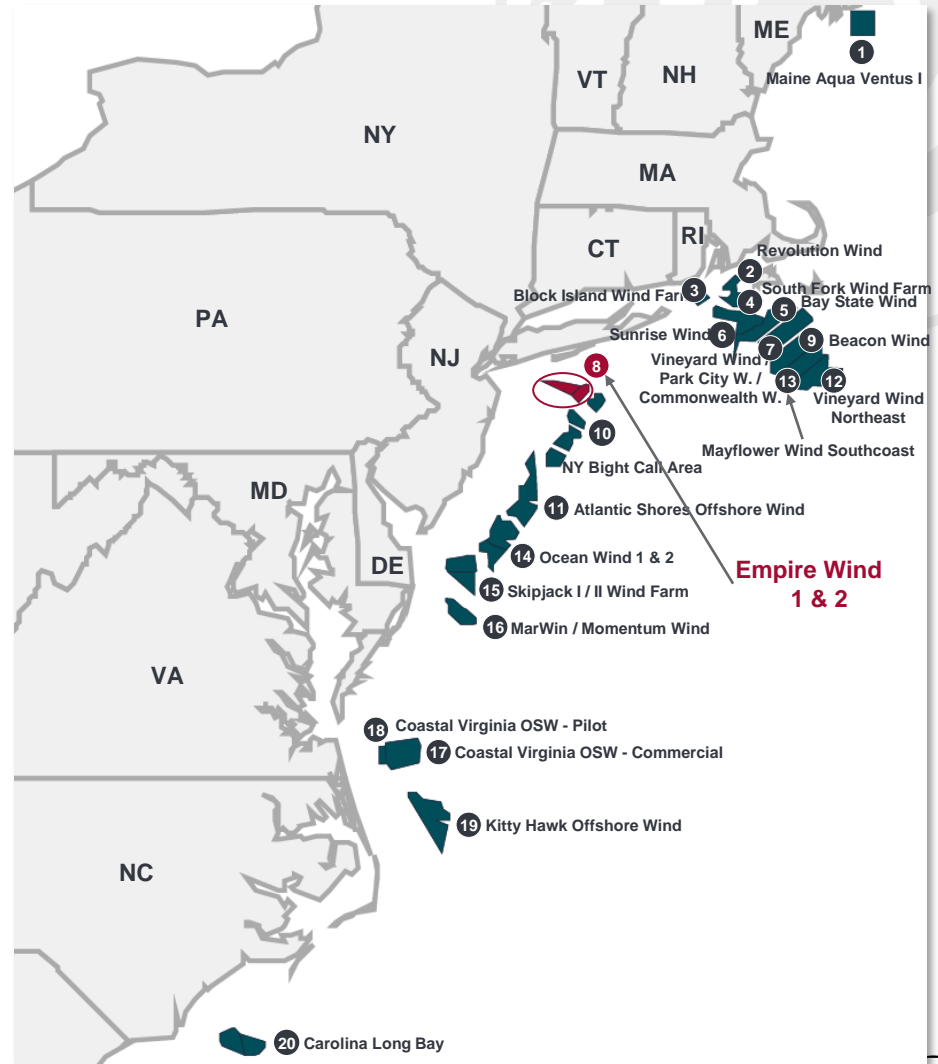 ME
1
Maine Aqua Ventus I
VT
NH
NY
MA
CT
RI
Revolution Wind
2
3
South Fork Wind Farm
Block Island Wind Far
4
5
Bay State Wind
PA
Sunrise Wind
6
7
9
Beacon Wind
NJ
8
Vineyard Wind /
Park City W. /
Commonwealth W.
13
12
Vineyard Wind
Northeast
10
Mayflower Wind Southcoast
NY Bight Call Area
MD
11
Atlantic Shores Offshore Wind
DE
14
Ocean Wind 1 & 2
Empire Wind
1 & 2
15
Skipjack I / II Wind Farm
16
MarWin / Momentum Wind
VA
18
Coastal Virginia OSW - Pilot
17
Coastal Virginia OSW - Commercial
19
Kitty Hawk Offshore Wind
NC
20
Carolina Long Bay